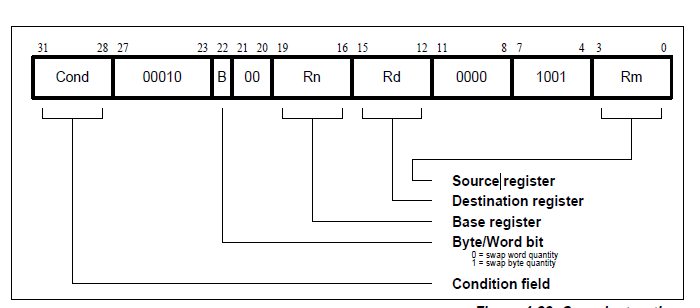 31 28 27 23 22 21 20 19 16 15 12 11 8 7 4 3 0
Cond 00010 B 00 Rn Rd 0000 1001 Rm
Source register
Destination register
Base register
Byte/Word bit
0 = swap word quantity
1 = swap byte quantity
Condition field